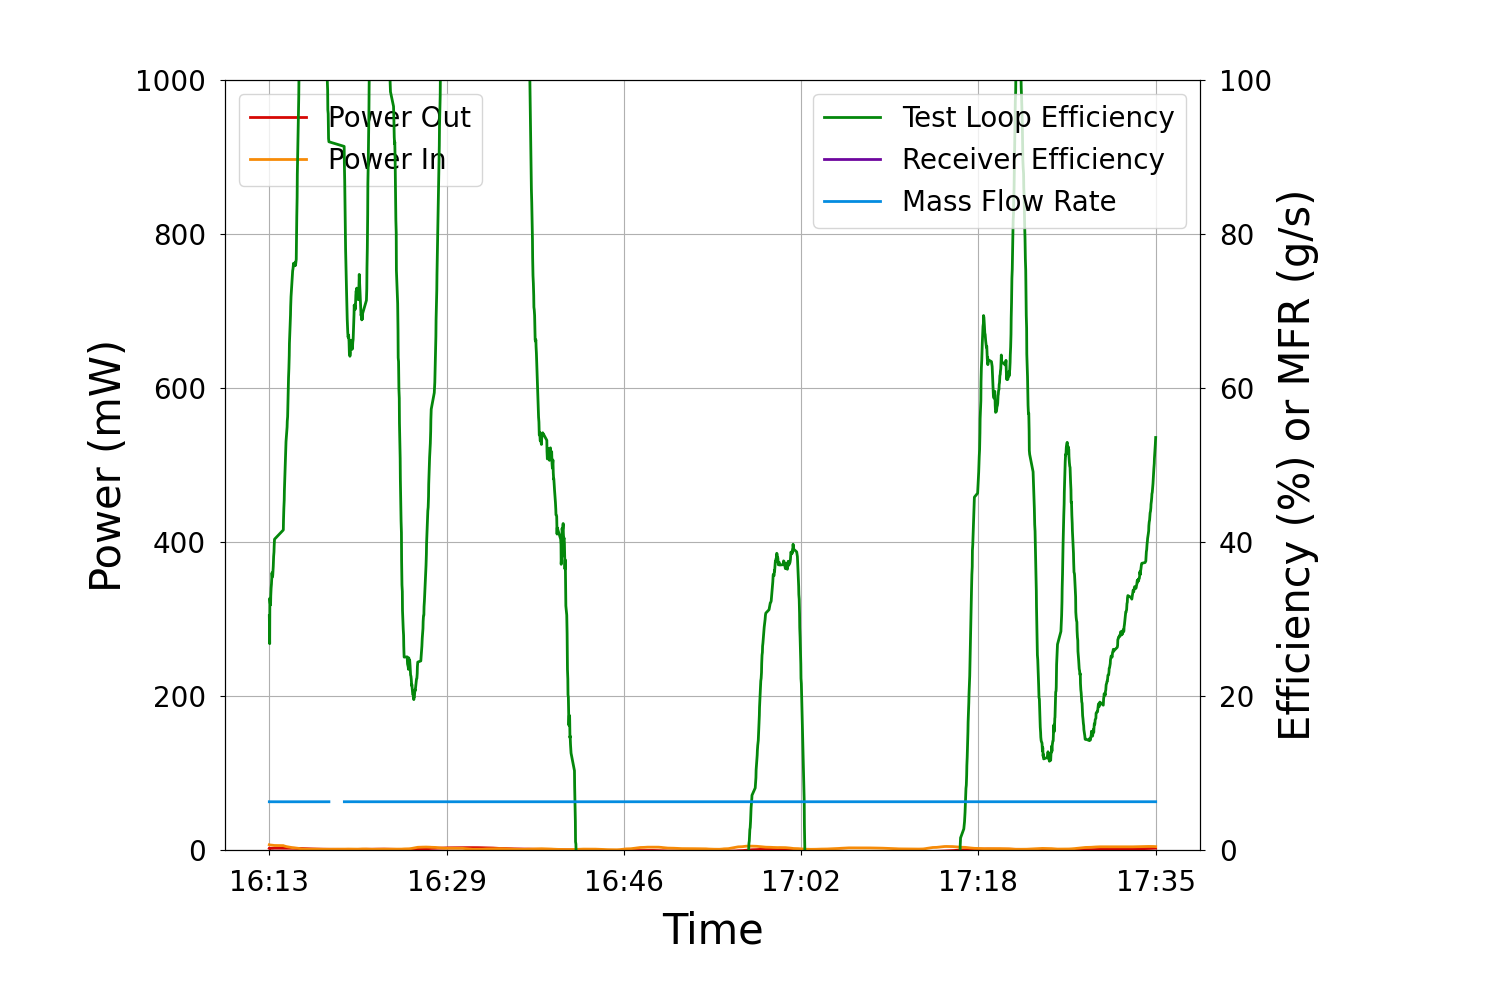 1000
800
600
400
200
0
Power (mW)
Power Out
Power In
Test Loop Efficiency
Receiver Efficiency
Mass Flow Rate
100
80
60
40
20
0
Efficiency (%) or MFR (g/s)
16:13 16:29 16:46 17:02 17:18 17:35
Time